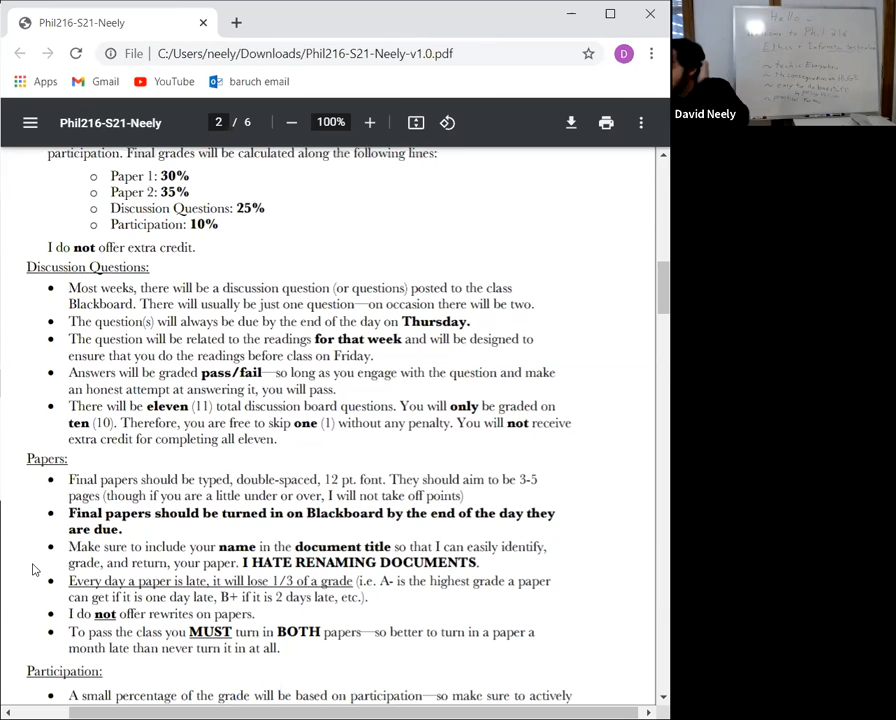 Phil216-S21-Neely
File
C:/Users/neely/Downloads/Phil216-S21-Neely-v1.0.pdf
D
Apps
Gmail
YouTube
baruch email
Phil216-S21-Neely
2 / 6
100%
participation. Final grades will be calculated along the following lines:
Paper 1: 30%
Paper 2: 35%
Discussion Questions: 25%
Participation: 10%
I do not offer extra credit.
Discussion Questions:
Most weeks, there will be a discussion question (or questions) posted to the class
Blackboard. There will usually be just one question—on occasion there will be two.
The question(s) will always be due by the end of the day on Thursday.
The question will be related to the readings for that week and will be designed to
ensure that you do the readings before class on Friday.
Answers will be graded pass/fail—so long as you engage with the question and make
an honest attempt at answering it, you will pass.
There will be eleven (11) total discussion board questions. You will only be graded on
ten (10). Therefore, you are free to skip one (1) without any penalty. You will not receive
extra credit for completing all eleven.
Papers:
Final papers should be typed, double-spaced, 12 pt. font. They should aim to be 3-5
pages (though if you are a little under or over, I will not take off points)
Final papers should be turned in on Blackboard by the end of the day they
are due.
Make sure to include your name in the document title so that I can easily identify,
grade, and return, your paper. I HATE RENAMING DOCUMENTS.
Every day a paper is late, it will lose 1/3 of a grade (i.e. A- is the highest grade a paper
can get if it is one day late, B+ if it is 2 days late, etc.).
I do not offer rewrites on papers.
To pass the class you MUST turn in BOTH papers—so better to turn in a paper a
month late than never turn it in at all.
Participation:
A small percentage of the grade will be based on participation—so make sure to actively
Hello
to Phil 216
David Neely